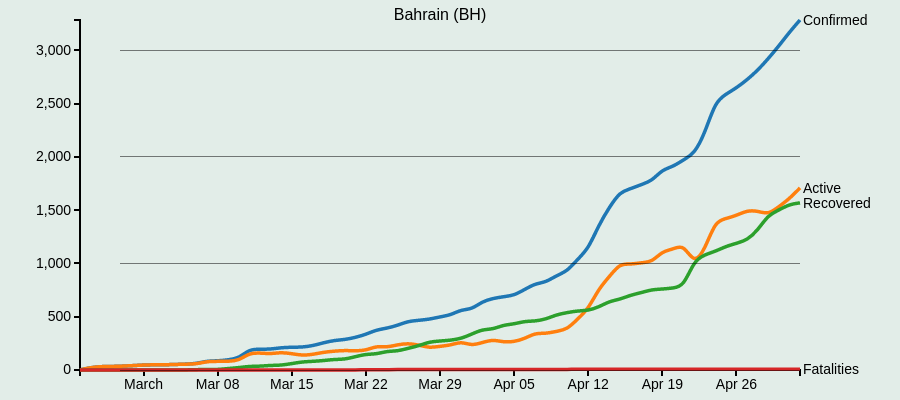 Bahrain (BH)
Confirmed
3,000
2,500
2,000
Active
Recovered
1,500
1,000
500
0
Fatalities
March
Mar 08
Mar 15
Mar 22
Mar 29
Apr 05
Apr 12
Apr 19
Apr 26